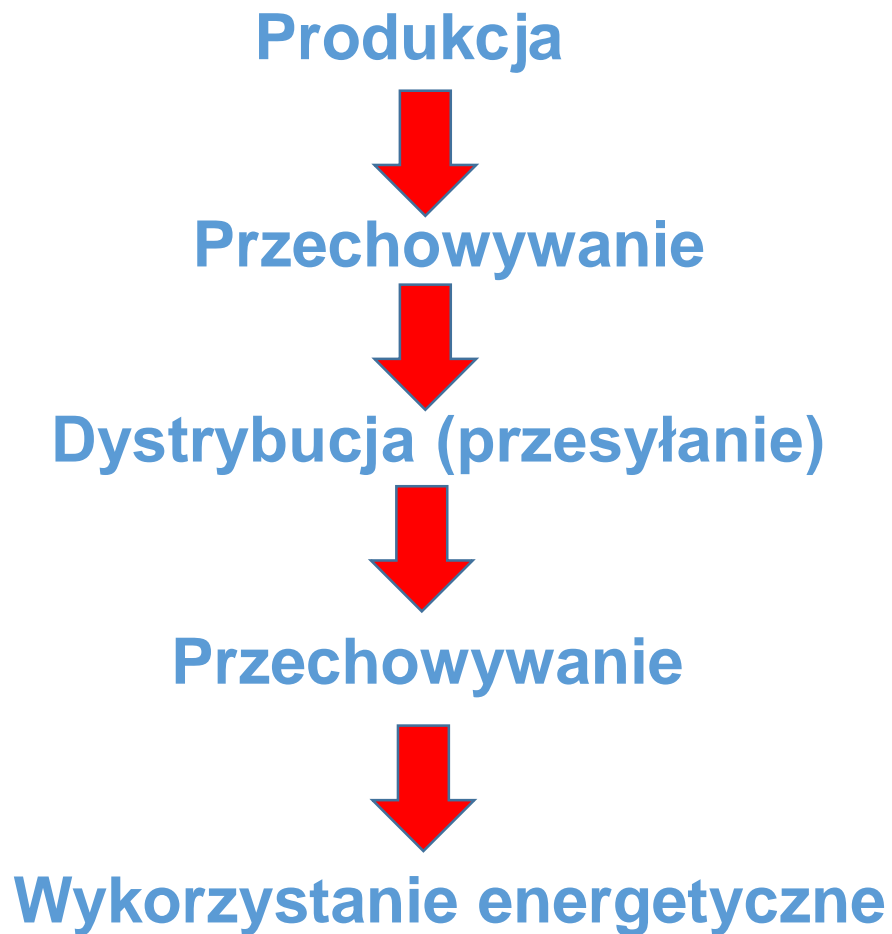 Produkcja
Przechowywanie
Dystrybucja (przesyłanie)
Przechowywanie
Wykorzystanie energetyczne